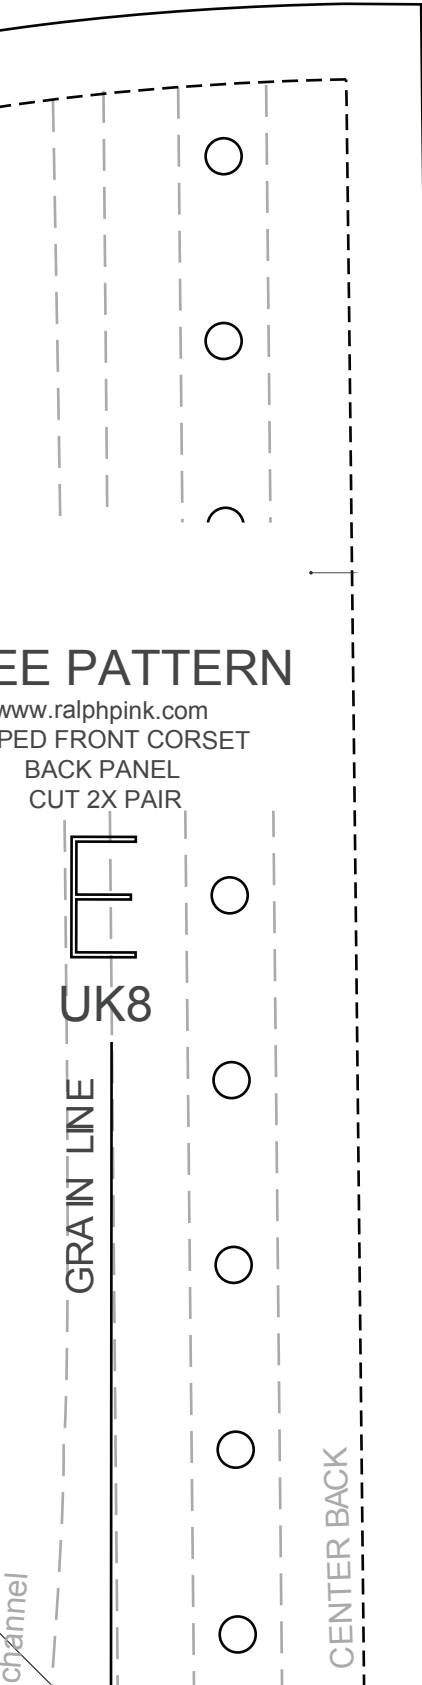 EE PATTERN
www.ralphpink.com
PED FRONT CORSET
BACK PANEL
CUT 2X PAIR
E
UK8
GRAIN LINE
CENTER BACK
channel